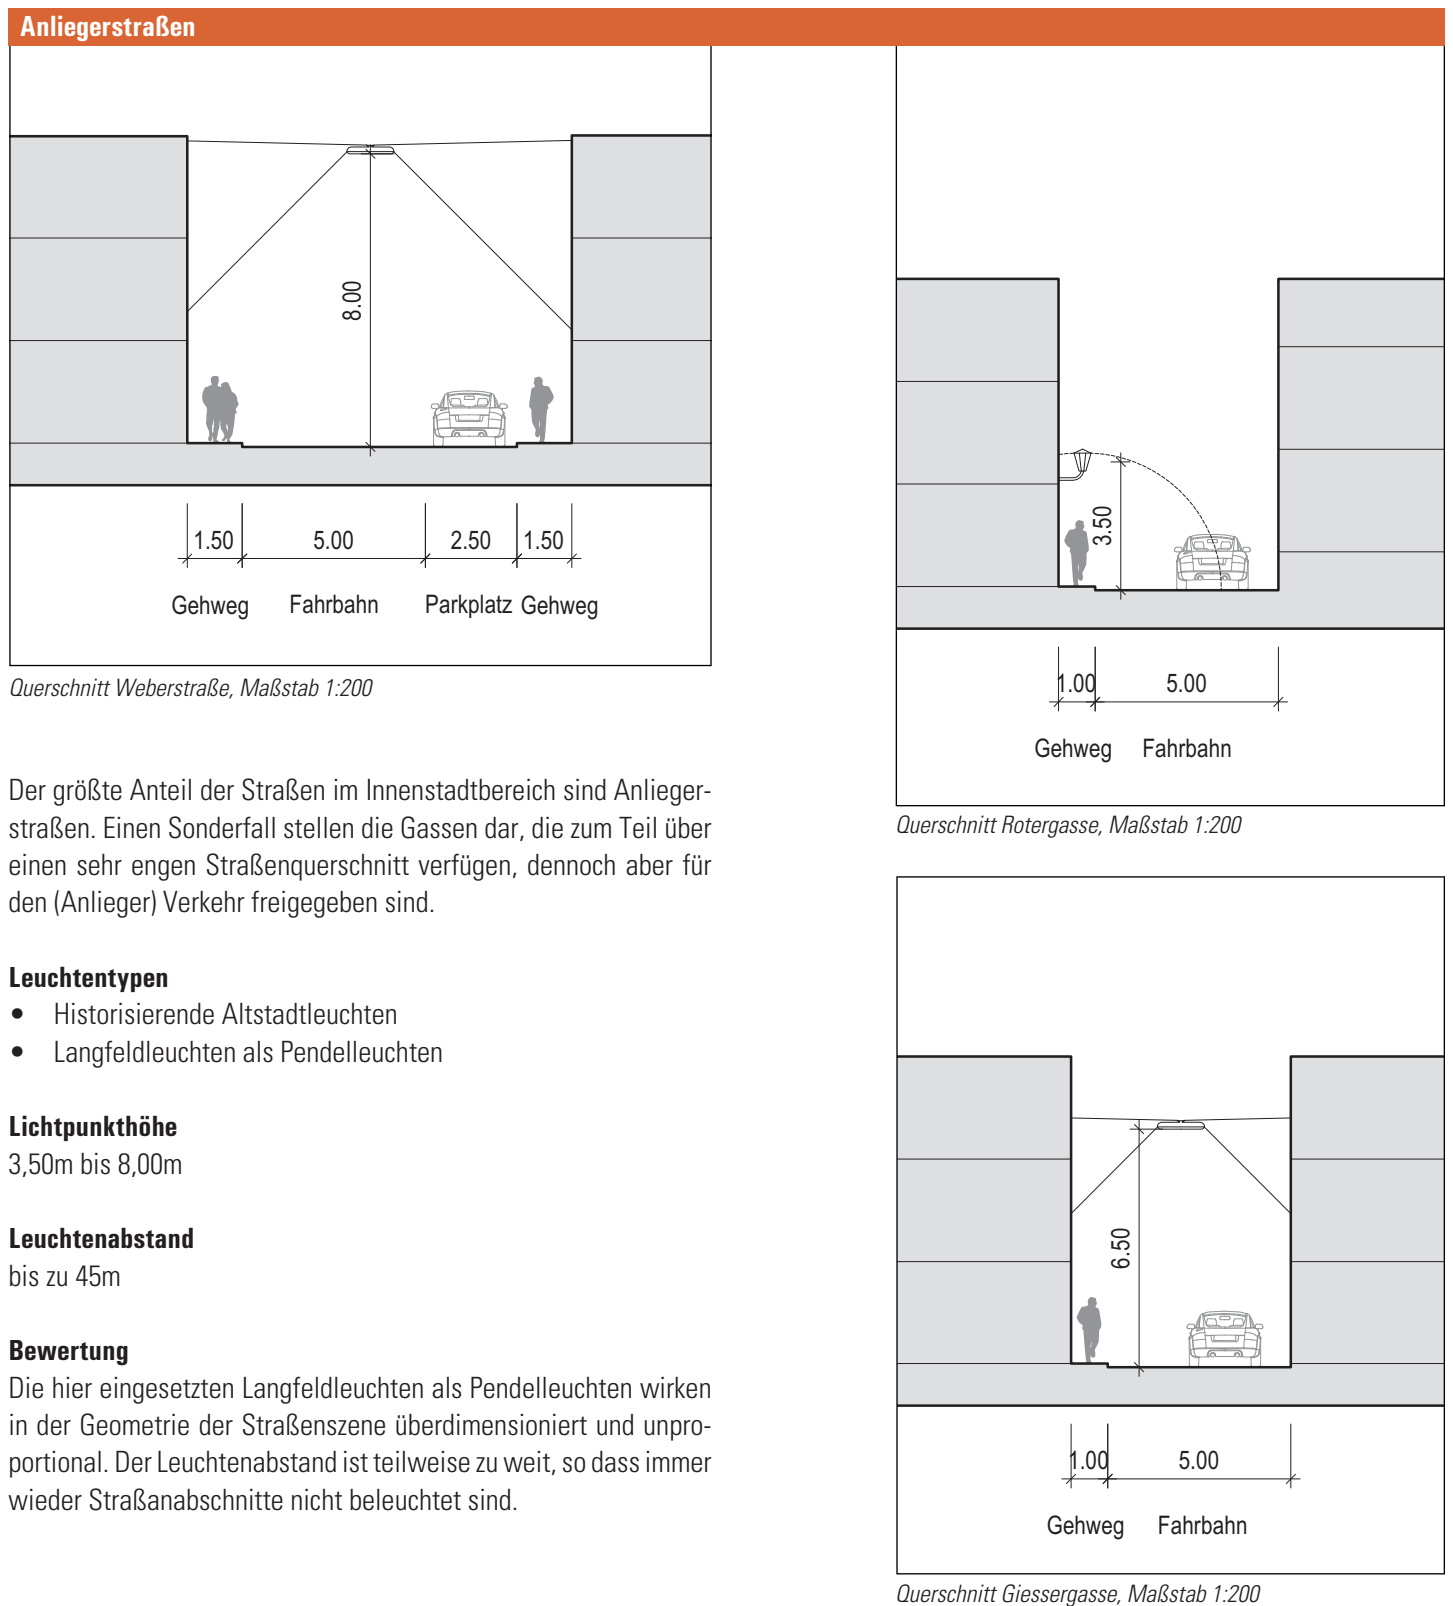 Anliegerstraßen
8.00
1.50 5.00 2.50 1.50
Gehweg Fahrbahn Parkplatz Gehweg
Querschnitt Weberstraße, Maßstab 1:200
Der größte Anteil der Straßen im Innenstadtbereich sind Anlieger-
straßen. Einen Sonderfall stellen die Gassen dar, die zum Teil über
einen sehr engen Straßenquerschnitt verfügen, dennoch aber für
den (Anlieger) Verkehr freigegeben sind.
Leuchtentypen
• Historisierende Altstadtleuchten
• Langfeldleuchten als Pendelleuchten
Lichtpunkthöhe
3,50m bis 8,00m
Leuchtenabstand
bis zu 45m
Bewertung
Die hier eingesetzten Langfeldleuchten als Pendelleuchten wirken
in der Geometrie der Straßenszene überdimensioniert und unpro-
portional. Der Leuchtenabstand ist teilweise zu weit, so dass immer
wieder Straßanabschnitte nicht beleuchtet sind.
3.50
1.00 5.00
Gehweg Fahrbahn
Querschnitt Rotergasse, Maßstab 1:200
6.50
1.00 5.00
Gehweg Fahrbahn
Querschnitt Giessergasse, Maßstab 1:200